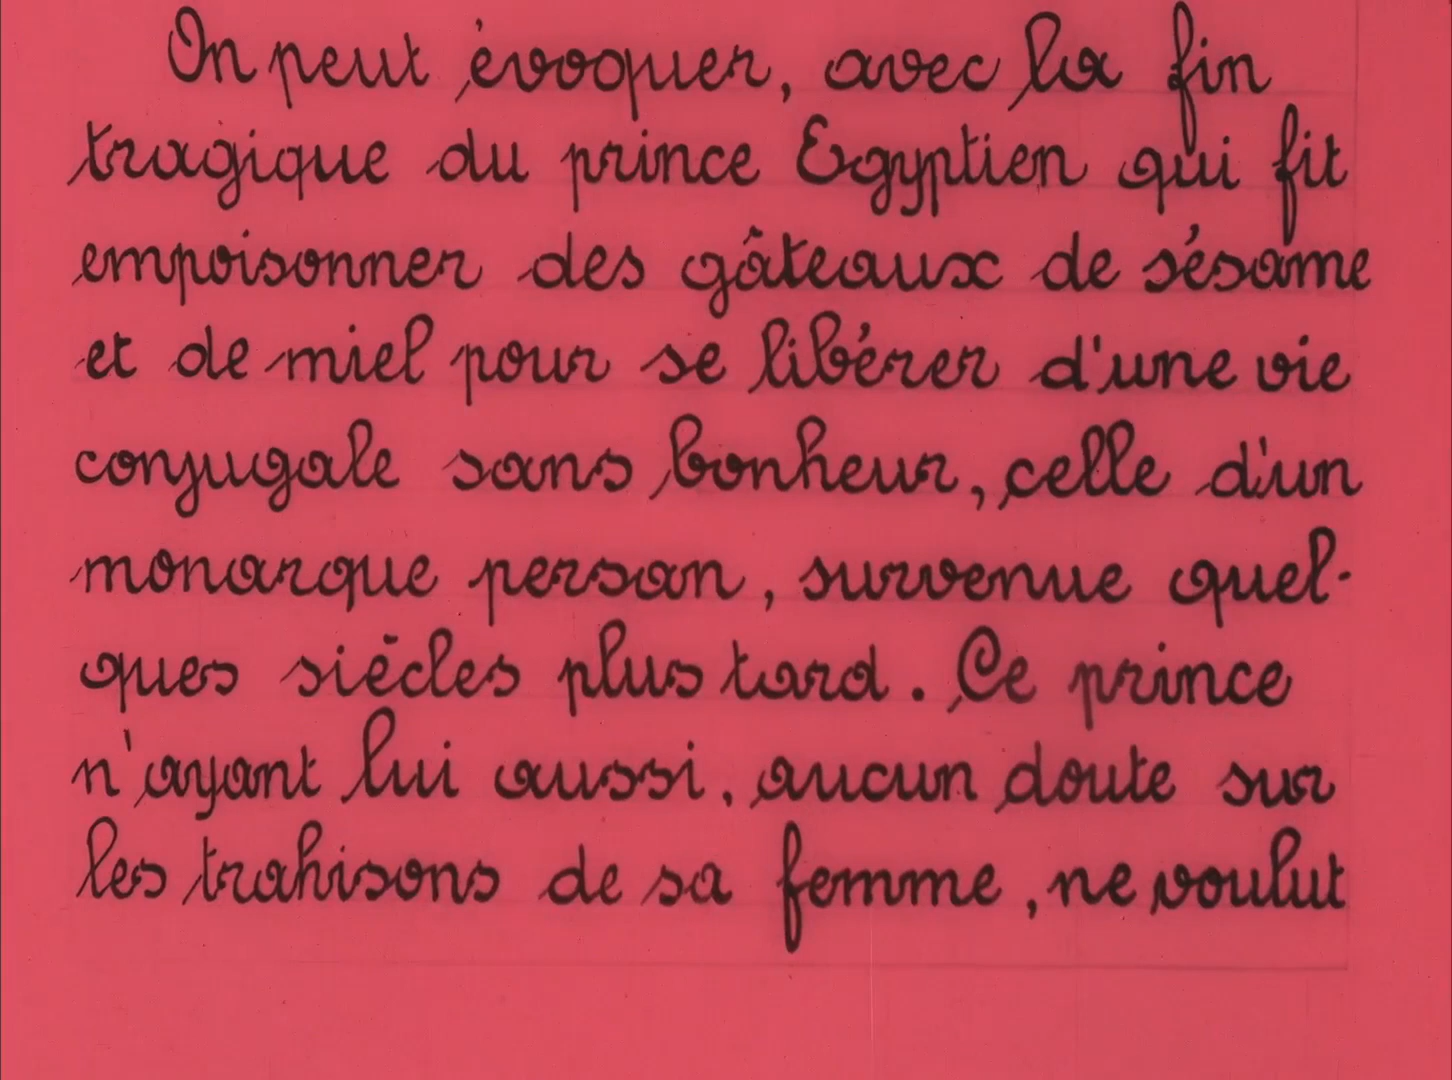 On peut évoquer, avec la fin
tragique du prince Egyptien qui fit
empoisonner des gâteaux de sésame
et de miel pour se libérer d'une vie
conjugale sans bonheur, celle d'un
monarque persan, survenue quel-
ques siècles plus tard. Ce prince
n'ayant lui aussi, aucun doute sur
les trahisons de sa femme, ne voulut